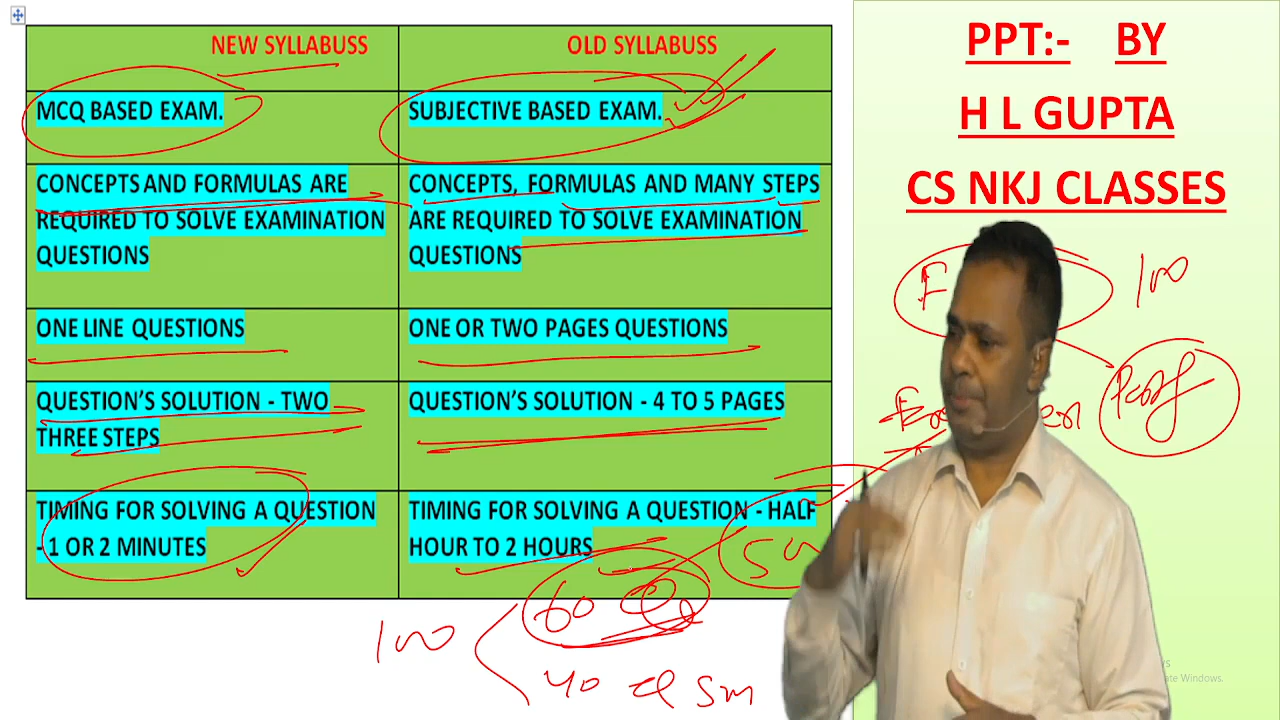 NEW SYLLABUSS
OLD SYLLABUSS
MCQ BASED EXAM.
SUBJECTIVE BASED EXAM.
CONCEPTS AND FORMULAS ARE
REQUIRED TO SOLVE EXAMINATION
QUESTIONS
CONCEPTS, FORMULAS AND MANY STEPS
ARE REQUIRED TO SOLVE EXAMINATION
QUESTIONS
ONE LINE QUESTIONS
ONE OR TWO PAGES QUESTIONS
QUESTION'S SOLUTION - TWO
THREE STEPS
QUESTION'S SOLUTION - 4 TO 5 PAGES
TIMING FOR SOLVING A QUESTION
- 1 OR 2 MINUTES
TIMING FOR SOLVING A QUESTION - HALF
HOUR TO 2 HOURS
100
60
40
SM
PPT:- BY
H L GUPTA
CS NKJ CLASSES
100
ate Windows.